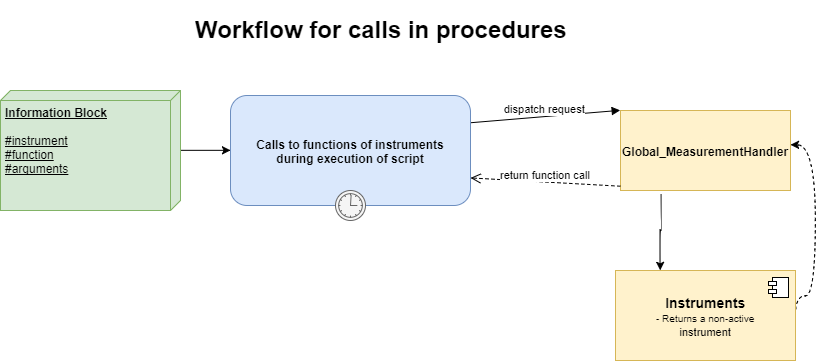 Workflow for calls in procedures
Information Block
#instrument
#function
#arquments
Calls to functions of instruments
during execution of script
dispatch request
Global_MeasurementHandler
return function call
Instruments
- Returns a non-active
instrument